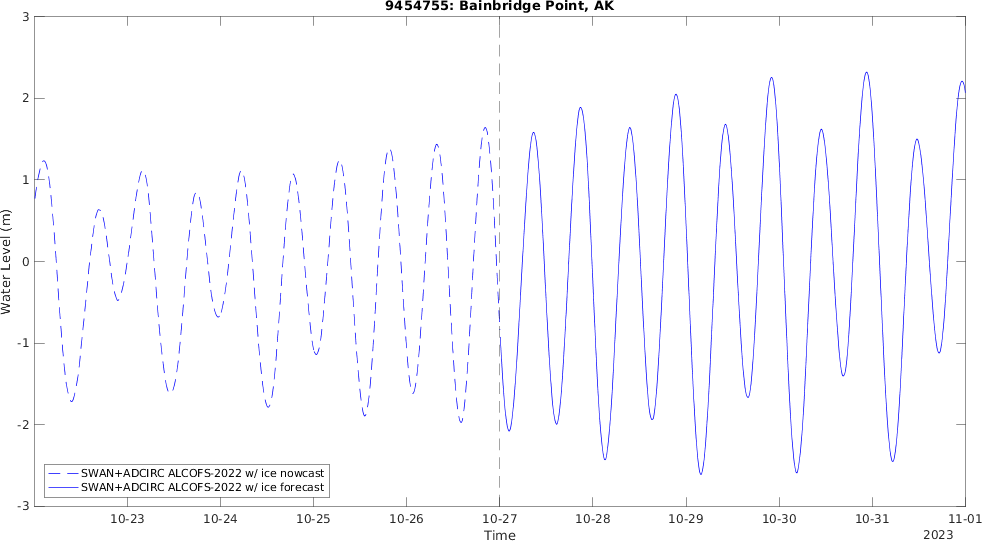 9454755: Bainbridge Point, AK
3
2
1
0
-1
-2
-3
Water Level (m)
SWAN+ADCIRC ALCOFS-2022 w/ ice nowcast
SWAN+ADCIRC ALCOFS-2022 w/ ice forecast
10-23 10-24 10-25 10-26 10-27 10-28 10-29 10-30 10-31 11-01
Time
2023